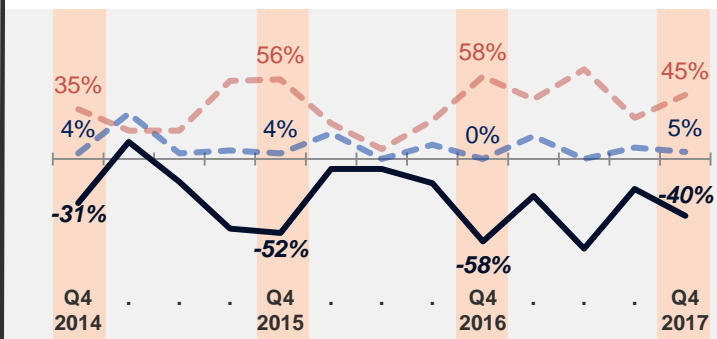 35% 56% 58% 45%
4% 4% 0% 5%
-31% -52% -58% -40%
Q4 . . . Q4 . . . Q4 . . . Q4
2014 2015 2016 2017